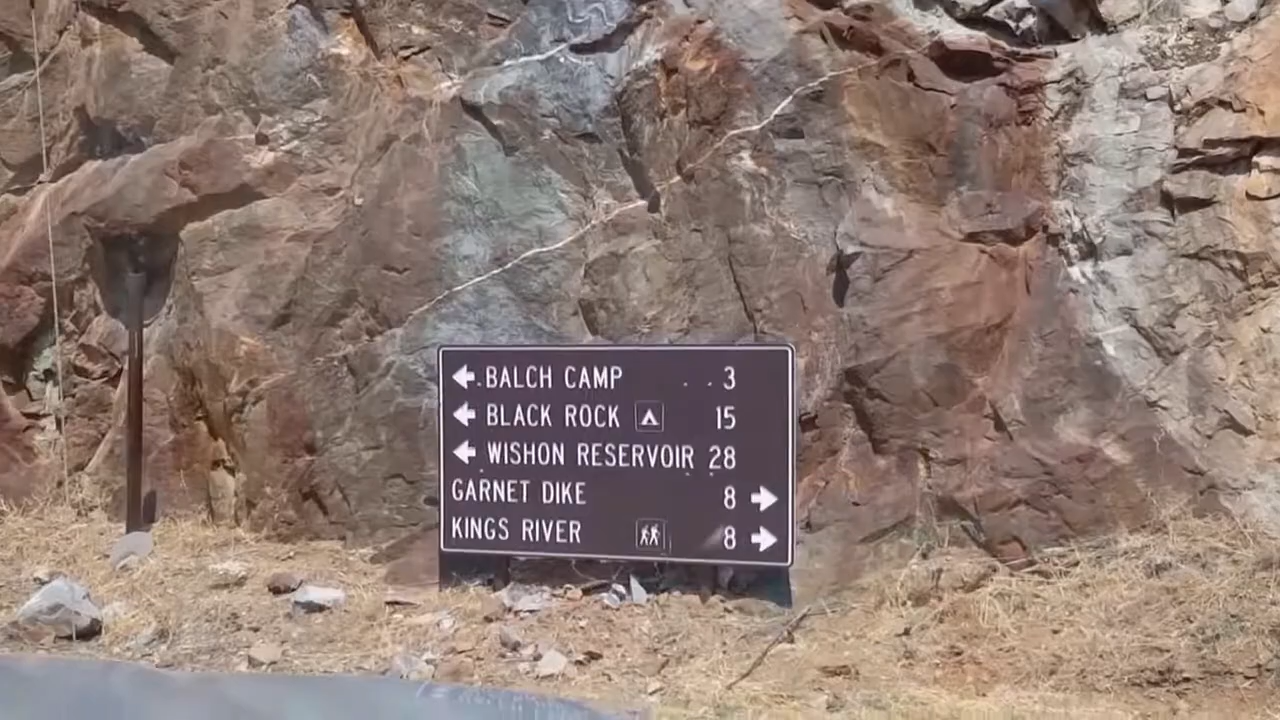 BALCH CAMP 3
BLACK ROCK 15
WISHON RESERVOIR 28
GARNET DIKE 8
KINGS RIVER 8